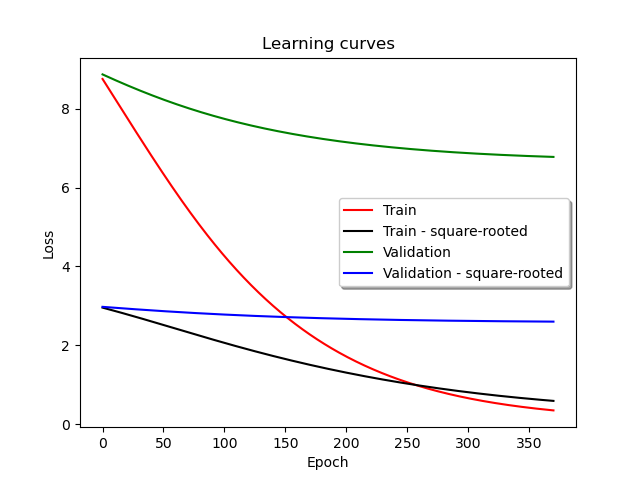 Learning curves
Loss
8
6
4
2
0
Train
Train - square-rooted
Validation
Validation - square-rooted
0 50 100 150 200 250 300 350
Epoch